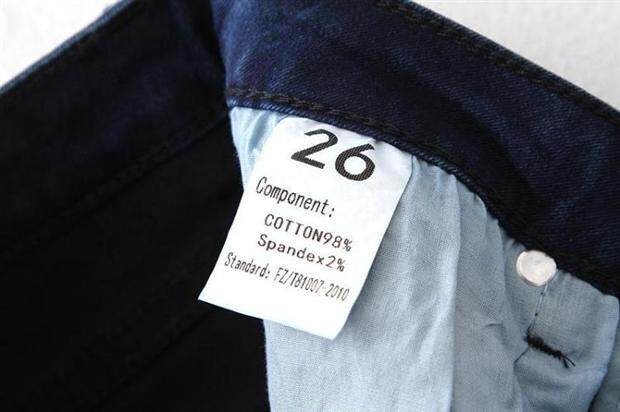 26
Component:
COTTON98%
Spandex2%
Standard: FZ/T81007-2010